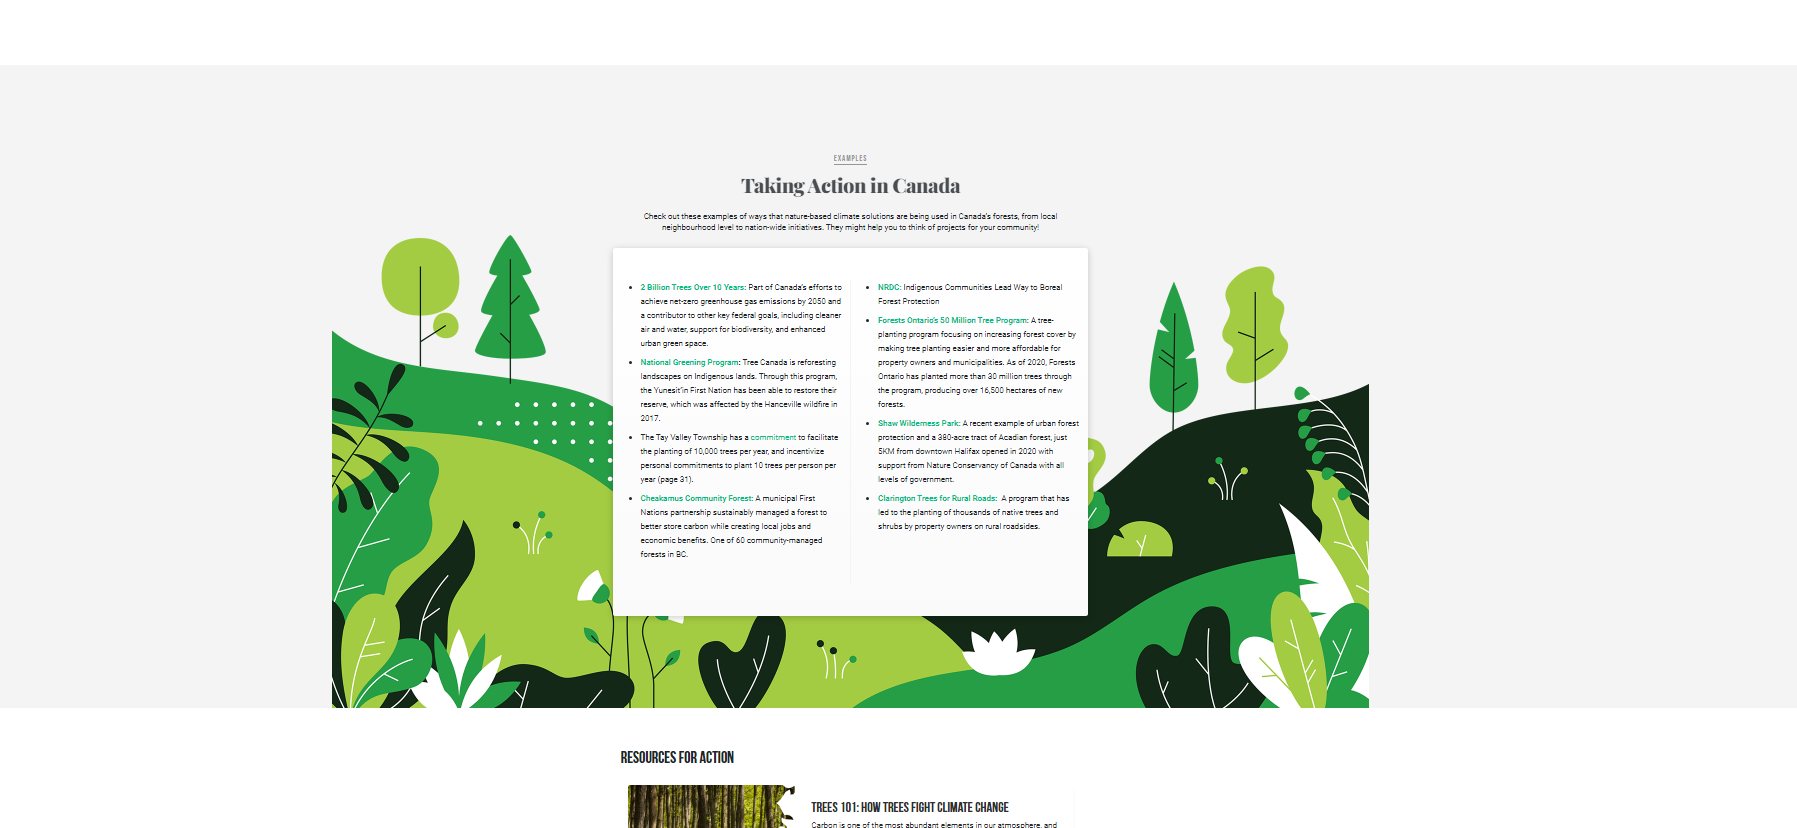 EXAMPLES
Taking Action in Canada
Check out these examples of ways that nature-based climate solutions are being used in Canada's forests, from local
neighbourhood level to nation-wide initiatives. They might help you to think of projects for your community!
2 Billion Trees Over 10 Years: Part of Canada's efforts to
achieve net-zero greenhouse gas emissions by 2050 and
a contributor to other key federal goals, including cleaner
air and water, support for biodiversity, and enhanced
urban green space.
National Greening Program: Tree Canada is reforesting
landscapes on Indigenous lands. Through this program,
the Yunesit'in First Nation has been able to restore their
reserve, which was affected by the Hanceville wildfire in
2017.
The Tay Valley Township has a commitment to facilitate
the planting of 10,000 trees per year, and incentivize
personal commitments to plant 10 trees per person per
year (page 31).
Cheakamus Community Forest: A municipal First
Nations partnership sustainably managed a forest to
better store carbon while creating local jobs and
economic benefits. One of 60 community-managed
forests in BC.
NRDC: Indigenous Communities Lead Way to Boreal
Forest Protection
Forests Ontario's 50 Million Tree Program: A tree-
planting program focusing on increasing forest cover by
making tree planting easier and more affordable for
property owners and municipalities. As of 2020, Forests
Ontario has planted more than 30 million trees through
the program, producing over 16,500 hectares of new
forests.
Shaw Wilderness Park: A recent example of urban forest
protection and a 380-acre tract of Acadian forest, just
5KM from downtown Halifax opened in 2020 with
support from Nature Conservancy of Canada with all
levels of government.
Clarington Trees for Rural Roads: A program that has
led to the planting of thousands of native trees and
shrubs by property owners on rural roadsides.
RESOURCES FOR ACTION
TREES 101: HOW TREES FIGHT CLIMATE CHANGE
Carbon is one of the most abundant elements in our atmosphere, and